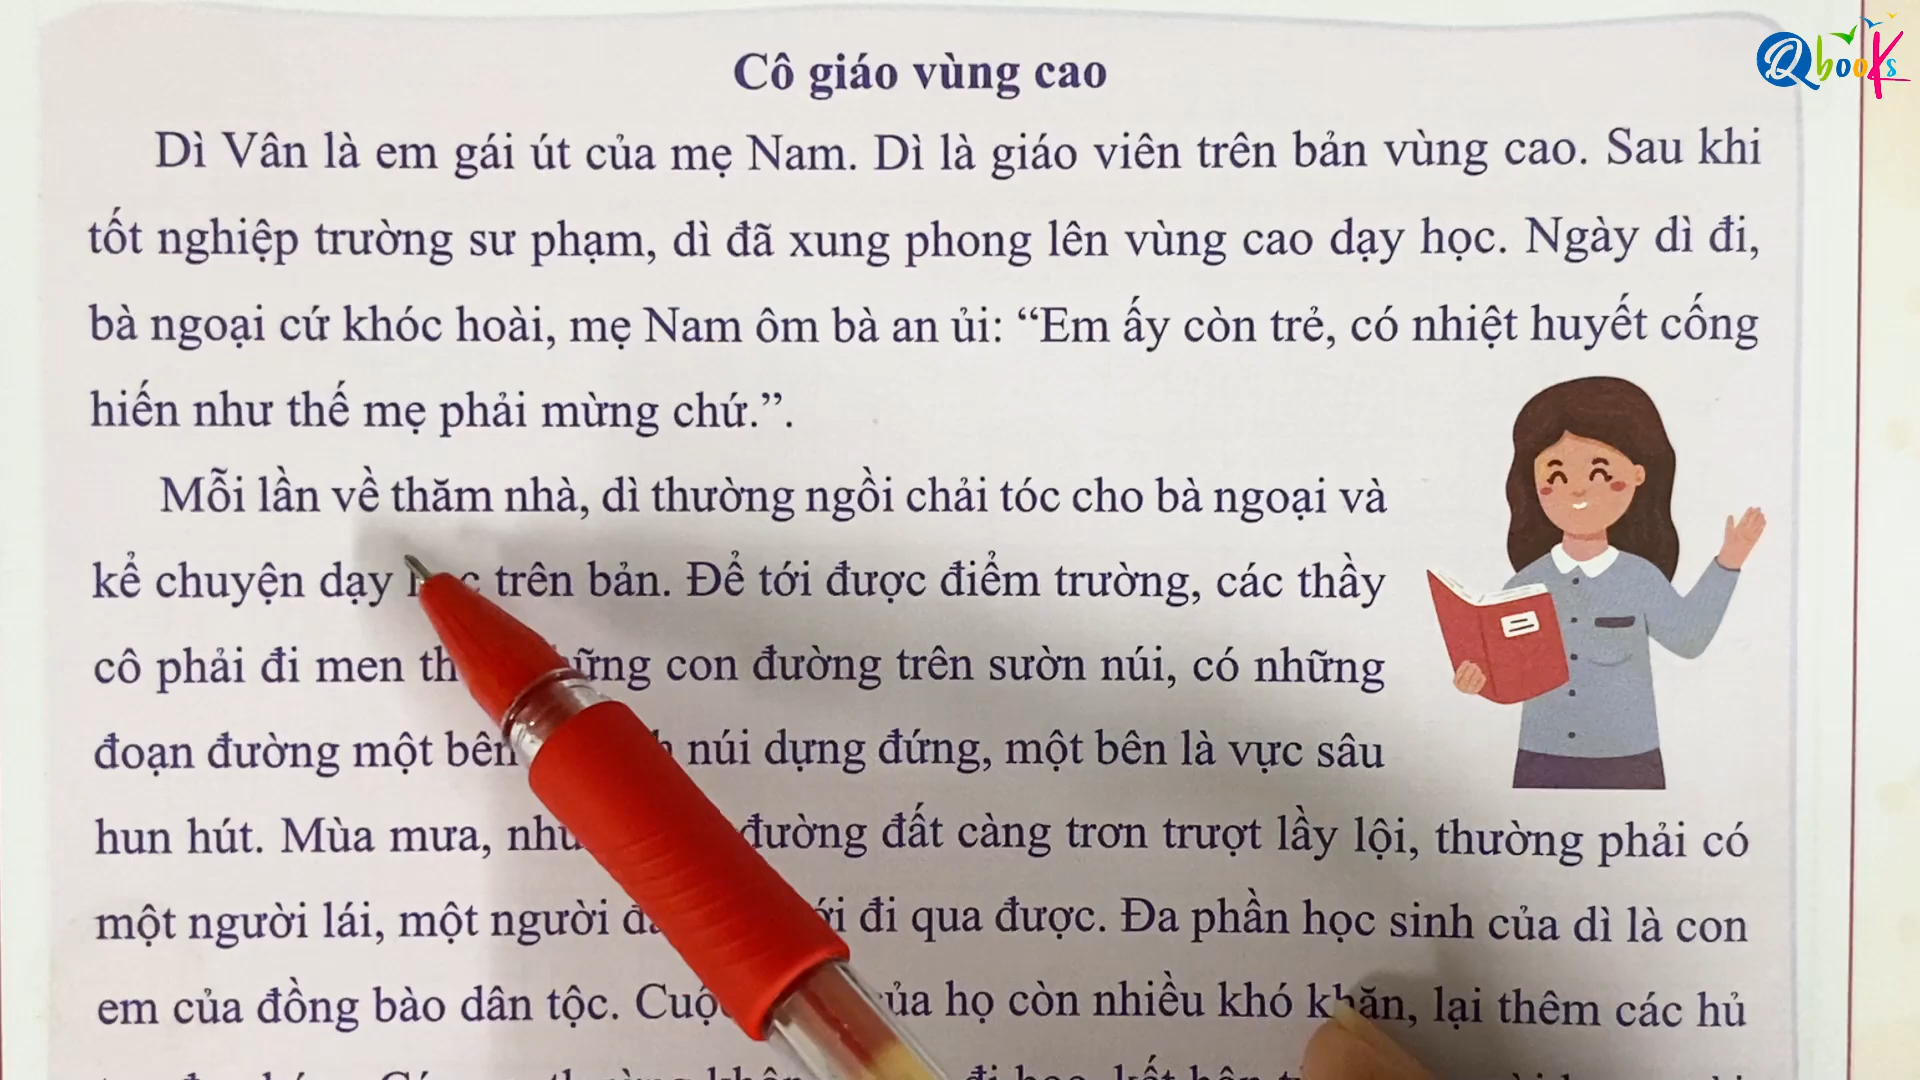 Qbooks
Cô giáo vùng cao
Dì Vân là em gái út của mẹ Nam. Dì là giáo viên trên bản vùng cao. Sau khi
tốt nghiệp trường sư phạm, dì đã xung phong lên vùng cao dạy học. Ngày dì đi,
bà ngoại cứ khóc hoài, mẹ Nam ôm bà an ủi: “Em ấy còn trẻ, có nhiệt huyết cống
hiến như thế mẹ phải mừng chứ.”.
Mỗi lần về thăm nhà, dì thường ngồi chải tóc cho bà ngoại và
kể chuyện dạy trên bản. Để tới được điểm trường, các thầy
cô phải đi men những con đường trên sườn núi, có những
đoạn đường một bên núi dựng đứng, một bên là vực sâu
hun hút. Mùa mưa, đường đất càng trơn trượt lầy lội, thường phải có
một người lái, một người đi qua được. Đa phần học sinh của dì là con
em của đồng bào dân tộc. của họ còn nhiều khó khăn, lại thêm các hủ